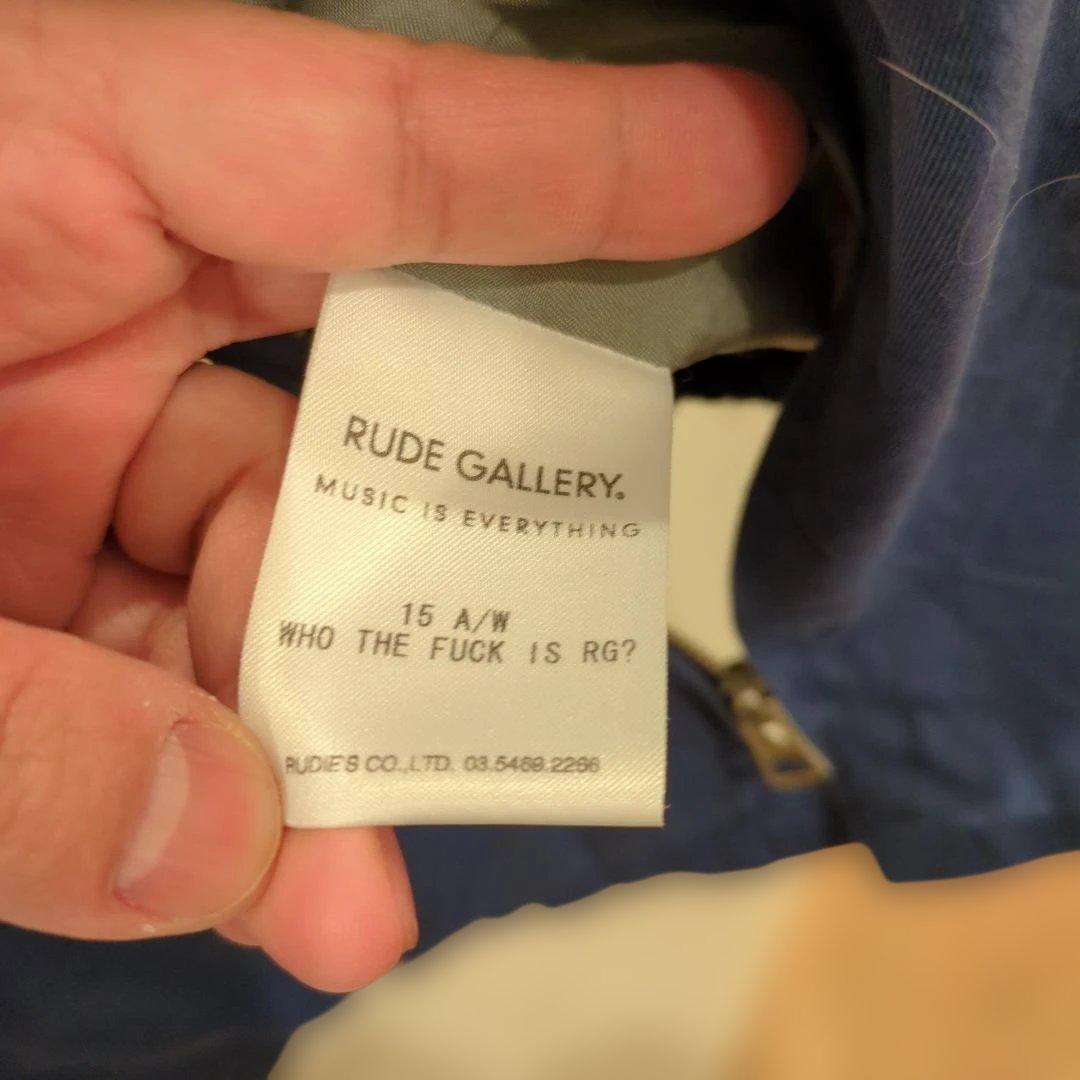 RUDE GALLERY.
MUSIC IS EVERYTHING
15 A/W
WHO THE FUCK IS RG?
RUDIE'S CO.,LTD. 03.5469.2266